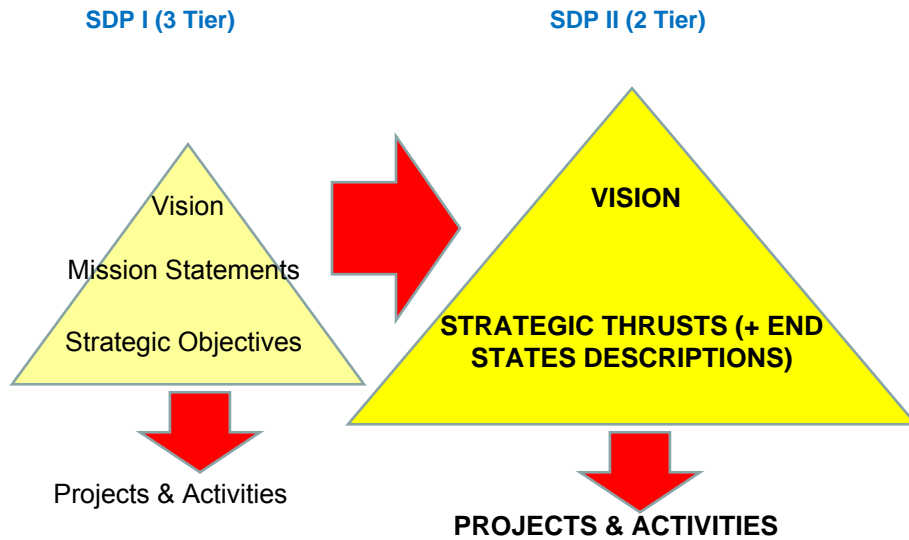 SDP I (3 Tier)
SDP II (2 Tier)
Vision
Mission Statements
Strategic Objectives
Projects & Activities
VISION
STRATEGIC THRUSTS (+ END
STATES DESCRIPTIONS)
PROJECTS & ACTIVITIES